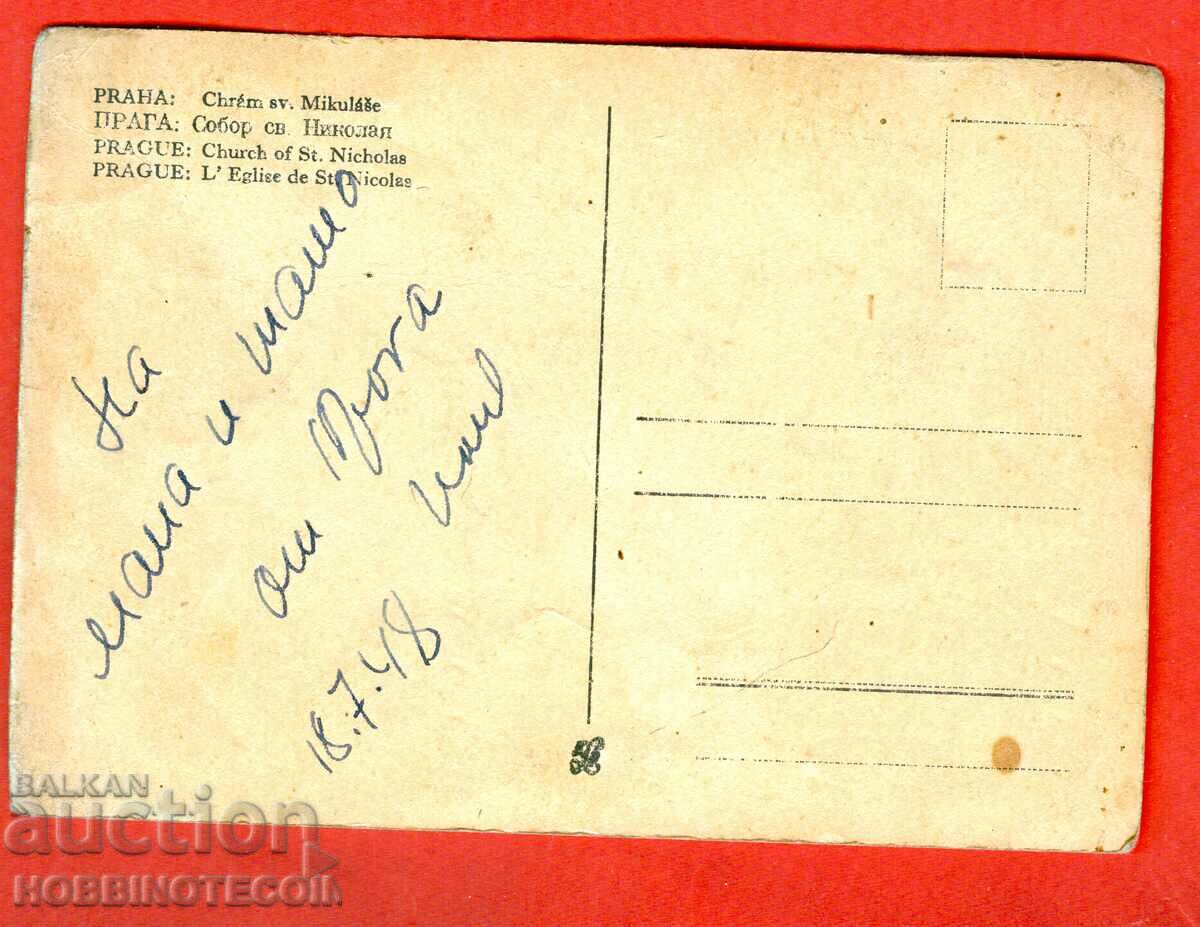 PRAHA: Chrám sv. Mikuláše
ПРАГА: Собор св. Николая
PRAGUE: Church of St. Nicholas
PRAGUE: L' Eglise de St. Nicolas
На
мама и татко
от Прага
18.7.48
BALKAN
auction
HOBBINOTECOIN